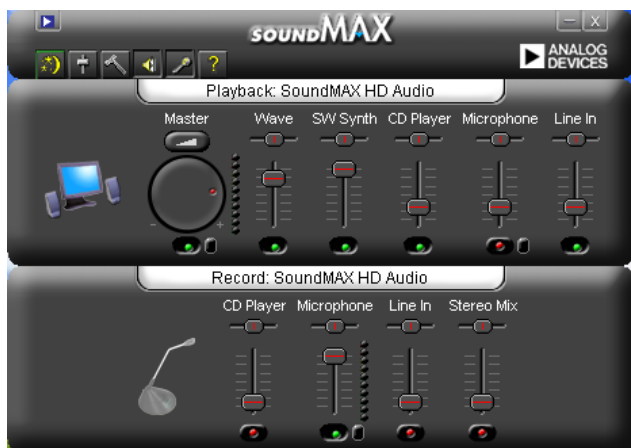 SOUNDMAX
ANALOG
DEVICES
?
Playback: SoundMAX HD Audio
Master Wave SW Synth CD Player Microphone Line In
- +
Record: SoundMAX HD Audio
CD Player Microphone Line In Stereo Mix